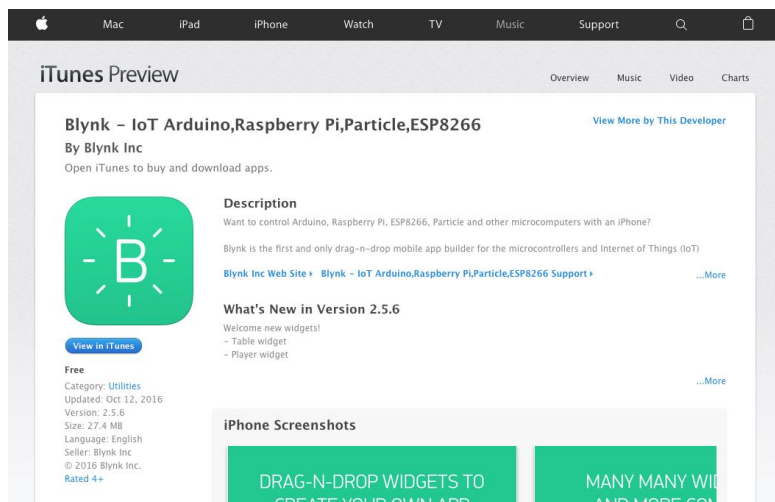 Mac iPad iPhone Watch TV Music Support
iTunes Preview
Overview Music Video Charts
Blynk – IoT Arduino,Raspberry Pi,Particle,ESP8266
View More by This Developer
By Blynk Inc
Open iTunes to buy and download apps.
B
View in iTunes
Free
Category: Utilities
Updated: Oct 12, 2016
Version: 2.5.6
Size: 27.4 MB
Language: English
Seller: Blynk Inc
© 2016 Blynk Inc.
Rated 4+
Description
Want to control Arduino, Raspberry Pi, ESP8266, Particle and other microcomputers with an iPhone?
Blynk is the first and only drag-n-drop mobile app builder for the microcontrollers and Internet of Things (IoT)
Blynk Inc Web Site Blynk – IoT Arduino,Raspberry Pi,Particle,ESP8266 Support
...More
What's New in Version 2.5.6
Welcome new widgets!
– Table widget
– Player widget
...More
iPhone Screenshots
DRAG-N-DROP WIDGETS TO
CREATE YOUR OWN APP
MANY MANY
AND MORE